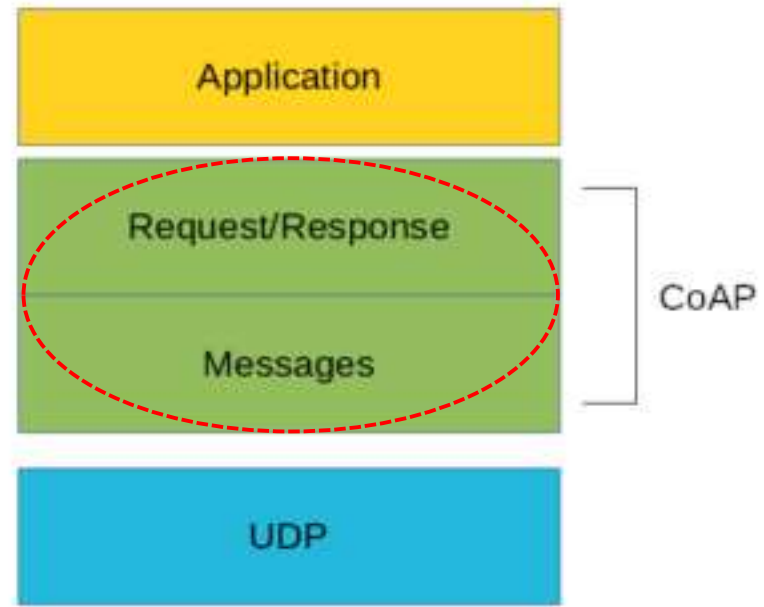 Application
Request/Response
CoAP
Messages
UDP